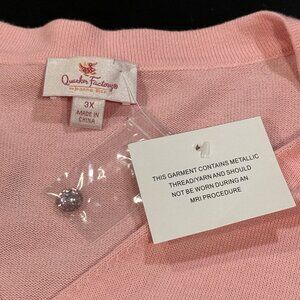 Quacker Factory
3X
MADE IN
CHINA
THIS GARMENT CONTAINS METALLIC
THREAD/YARN AND SHOULD
NOT BE WORN DURING AN
MRI PROCEDURE